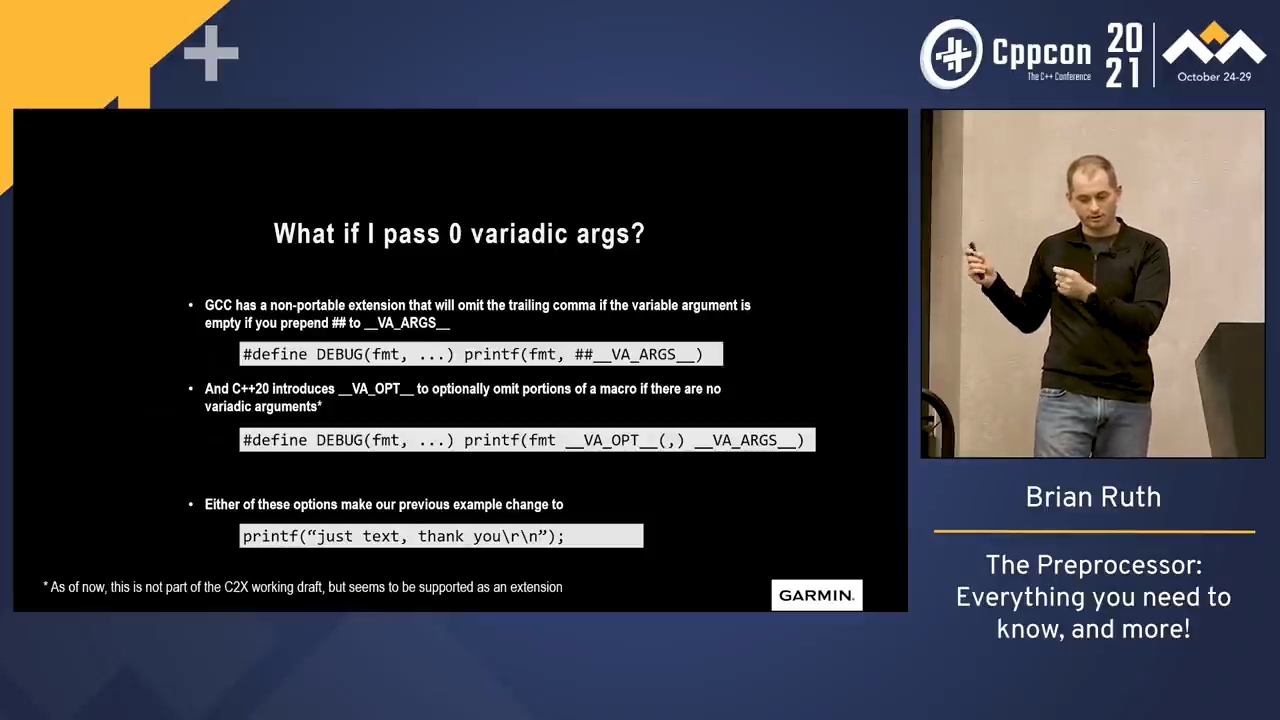 Cppcon
The C++ Conference
20
21
October 24-29
What if I pass 0 variadic args?
• GCC has a non-portable extension that will omit the trailing comma if the variable argument is
empty if you prepend ## to __VA_ARGS__
#define DEBUG(fmt, ...) printf(fmt, ##__VA_ARGS__)
• And C++20 introduces __VA_OPT__ to optionally omit portions of a macro if there are no
variadic arguments*
#define DEBUG(fmt, ...) printf(fmt __VA_OPT__(,) __VA_ARGS__)
• Either of these options make our previous example change to
printf(“just text, thank you\r\n”);
* As of now, this is not part of the C2X working draft, but seems to be supported as an extension
GARMIN.
Brian Ruth
The Preprocessor:
Everything you need to
know, and more!